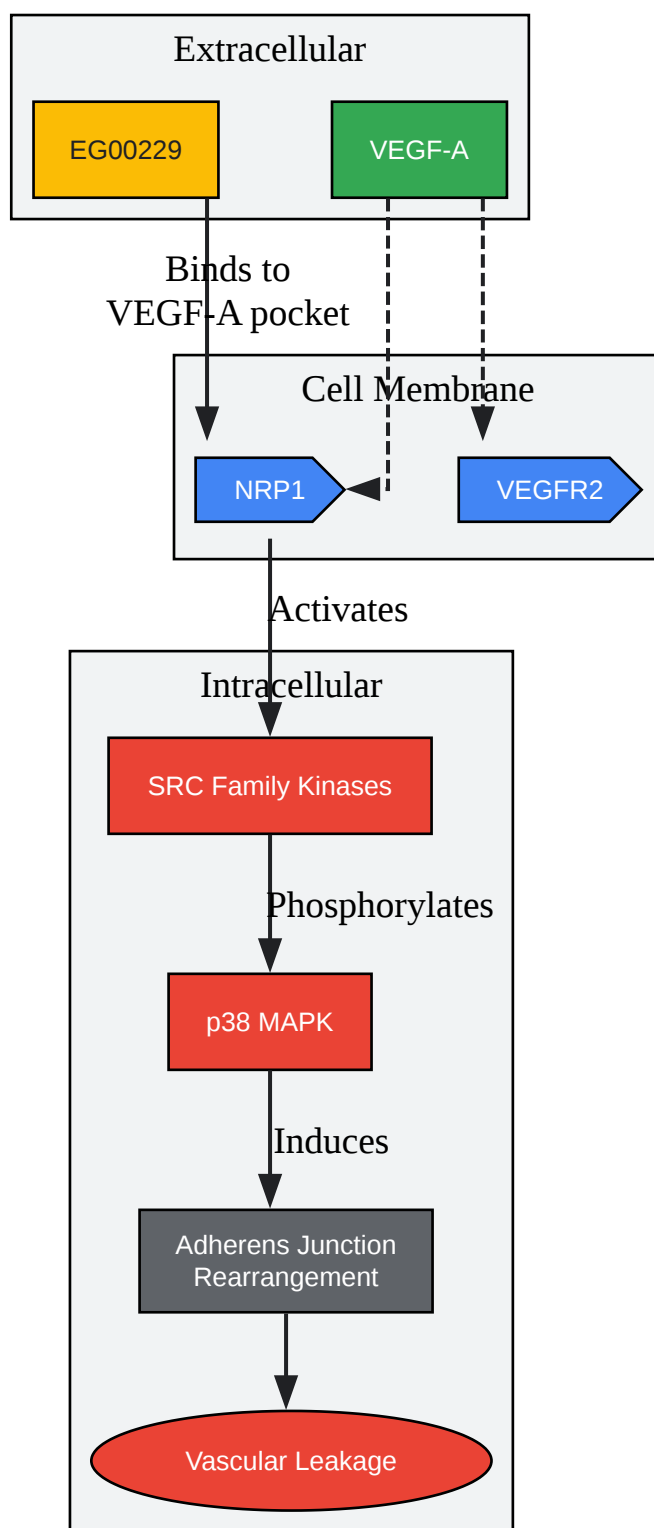 Extracellular
EG00229
VEGF-A
Binds to
VEGF-A pocket
Cell Membrane
NRP1
VEGFR2
Activates
Intracellular
SRC Family Kinases
Phosphorylates
p38 MAPK
Induces
Adherens Junction
Rearrangement
Vascular Leakage